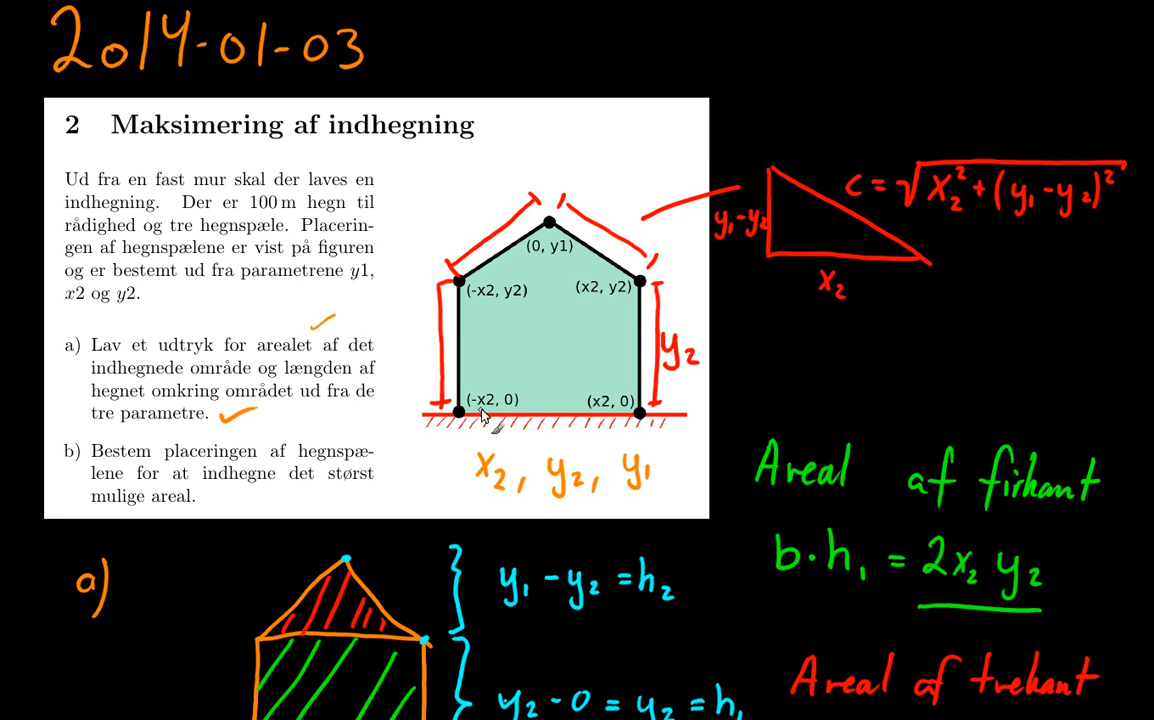 2014-01-03
2 Maksimering af indhegning
Ud fra en fast mur skal der laves en
indhegning. Der er 100 m hegn til
rådighed og tre hegnspæle. Placerin-
gen af hegnspælene er vist på figuren
og er bestemt ud fra parametrene y1,
x2 og y2.
a) Lav et udtryk for arealet af det
indhegnede område og længden af
hegnet omkring området ud fra de
tre parametre.
b) Bestem placeringen af hegnspæ-
lene for at indhegne det størst
mulige areal.
(0, y1)
(-x2, y2)
(x2, y2)
y₂
(-x2, 0)
(x2, 0)
x₂, y₂, y₁
c = √x₂² + (y₁ - y₂)²
y₁-y₂
x₂
Areal af firkant
b·h₁ = 2x₂ y₂
Areal af trekant
a)
y₁ - y₂ = h₂
y₂ - 0 = y₂ = h₁